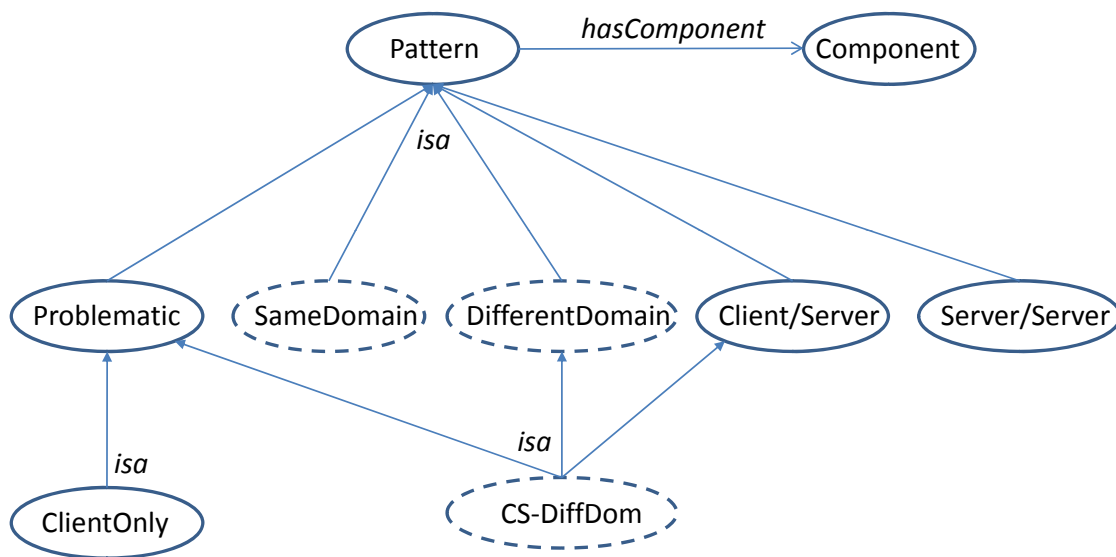 Pattern
hasComponent
Component
isa
Problematic
SameDomain
DifferentDomain
Client/Server
Server/Server
isa
isa
ClientOnly
CS-DiffDom